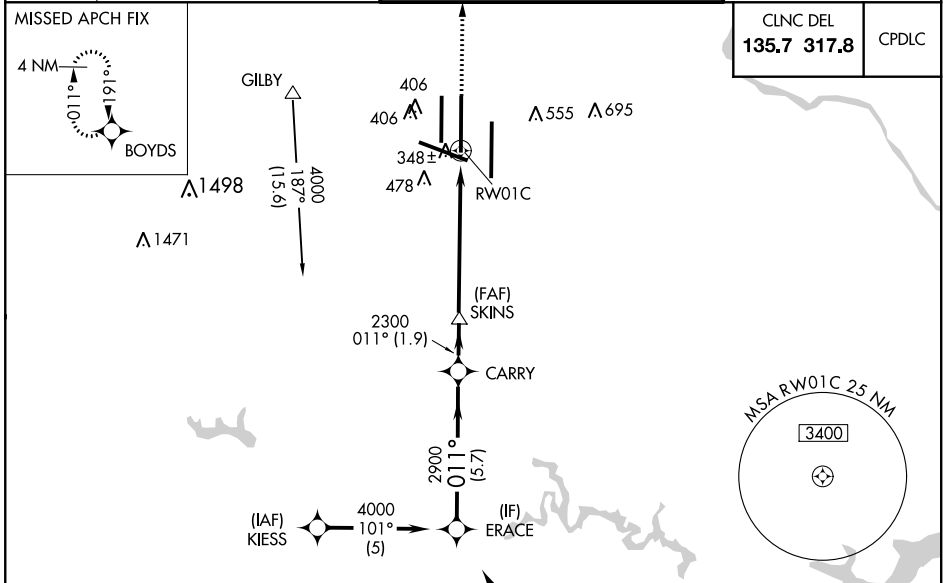 MISSED APCH FIX
4 NM
011°
191°
BOYDS
CLNC DEL
135.7 317.8
CPDLC
GILBY
4000
187°
(15.6)
406
406
348±
478
555
695
RW01C
1498
1471
(FAF)
SKINS
2300
011° (1.9)
CARRY
2900
011°
(5.7)
MSA RW01C 25 NM
3400
(IAF)
KIESS
4000
101°
(5)
(IF)
ERACE